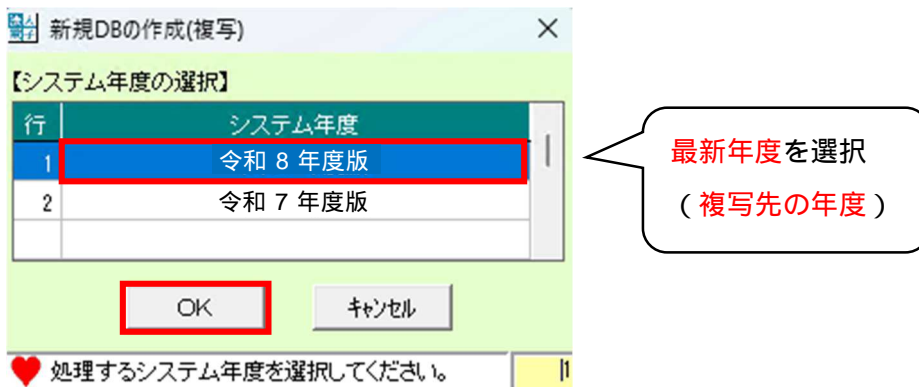 新規DBの作成(複写)
【システム年度の選択】
行 システム年度
1 令和 8 年度版
2 令和 7 年度版
OK キャンセル
処理するシステム年度を選択してください。 1
最新年度を選択
(複写先の年度)